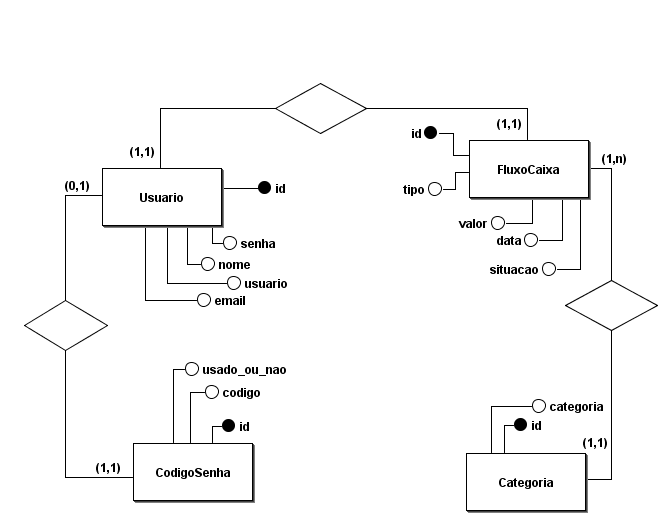 (1,1)
id
(1,1)
(1,n)
FluxoCaixa
(0,1)
Usuario
id
tipo
valor
data
senha
nome
situacao
usuario
email
usado_ou_nao
codigo
categoria
id
id
(1,1)
(1,1)
CodigoSenha
Categoria